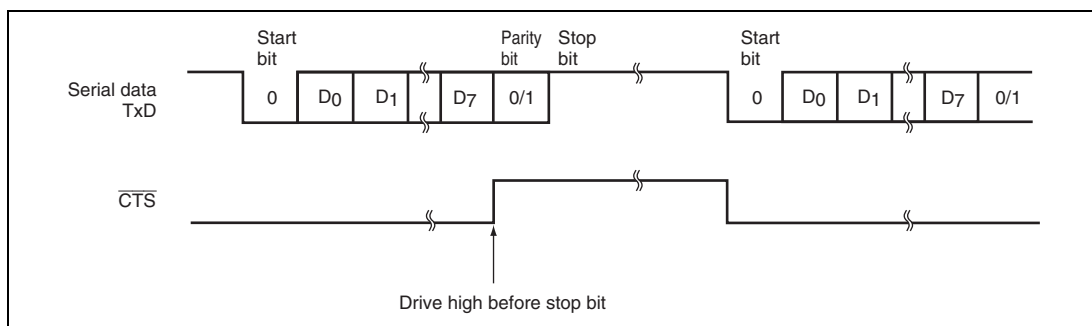 Start
bit
Parity
bit
Stop
bit
Start
bit
Serial data
TxD
0 D0 D1 D7 0/1 0 D0 D1 D7 0/1
CTS
Drive high before stop bit